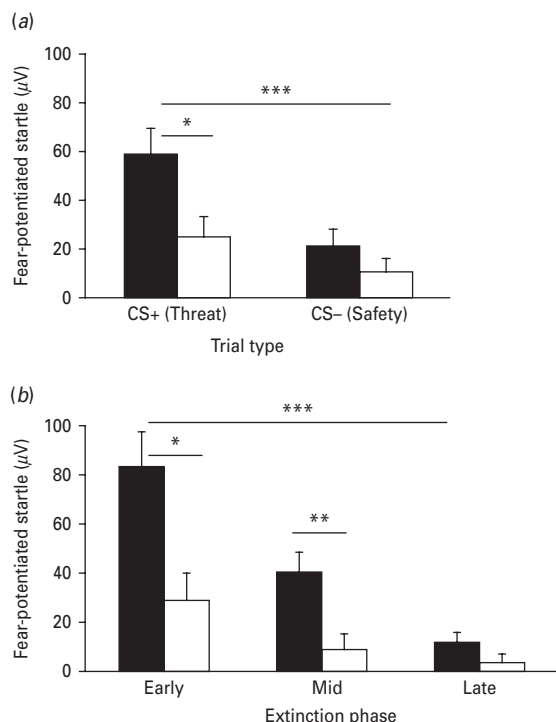 (a)
Fear-potentiated startle (μV)
100
80
60
40
20
0
***
*
CS+ (Threat) CS– (Safety)
Trial type
(b)
Fear-potentiated startle (μV)
100
80
60
40
20
0
***
*
**
Early Mid Late
Extinction phase